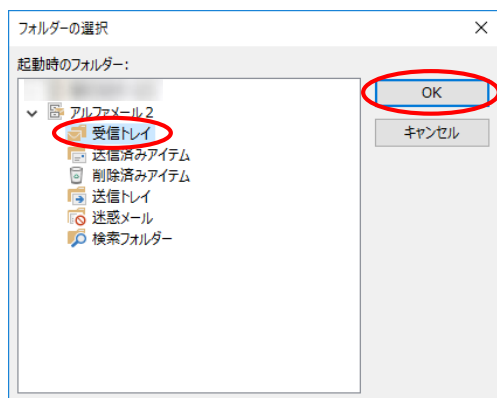 フォルダーの選択
起動時のフォルダー:
アルファメール2
受信トレイ
送信済みアイテム
削除済みアイテム
送信トレイ
迷惑メール
検索フォルダー
OK
キャンセル